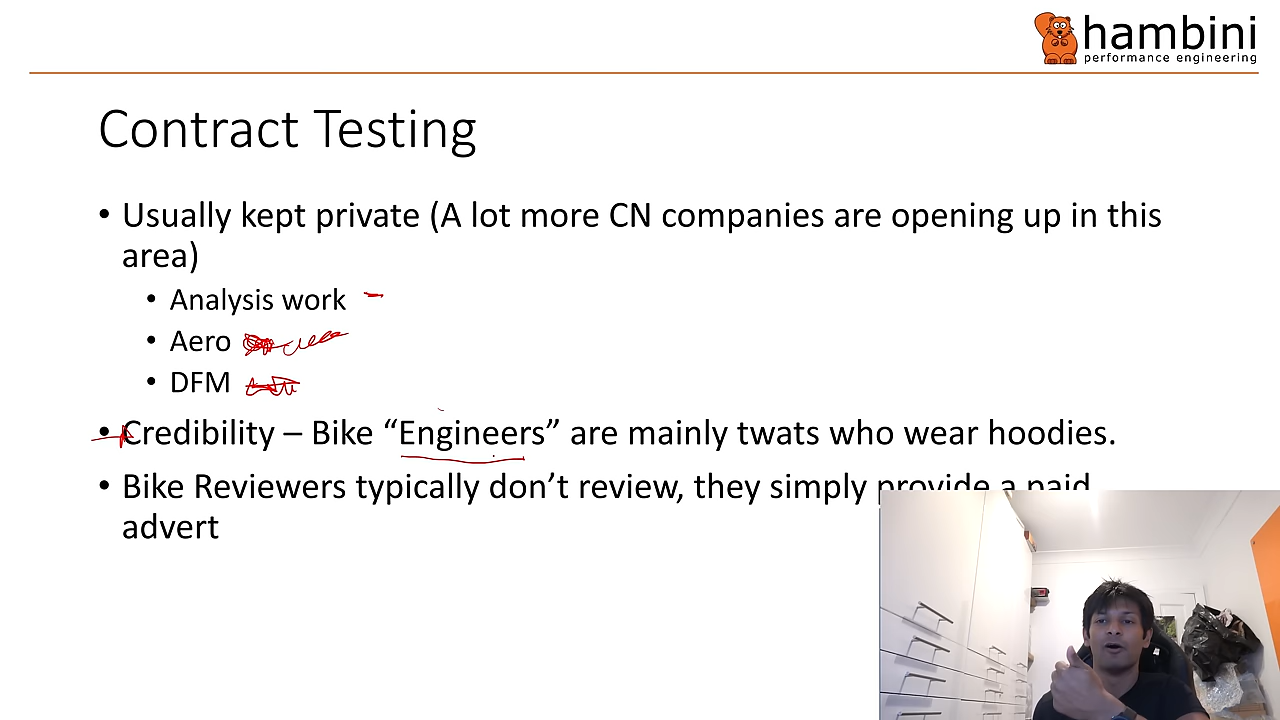 hambini
performance engineering
Contract Testing
• Usually kept private (A lot more CN companies are opening up in this
area)
• Analysis work
• Aero
• DFM
• Credibility – Bike “Engineers” are mainly twats who wear hoodies.
• Bike Reviewers typically don’t review, they simply provide a paid
advert